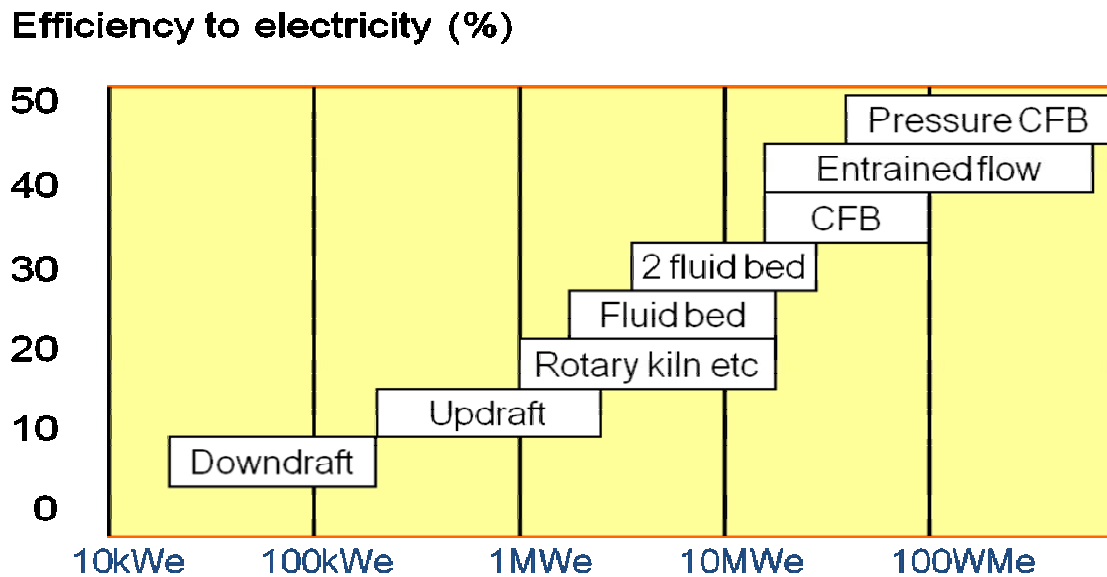 Efficiency to electricity (%)
50
Pressure CFB
Entrained flow
40
CFB
30
2 fluid bed
Fluid bed
20
Rotary kiln etc
Updraft
10
Downdraft
0
10kWe 100kWe 1MWe 10MWe 100WMe